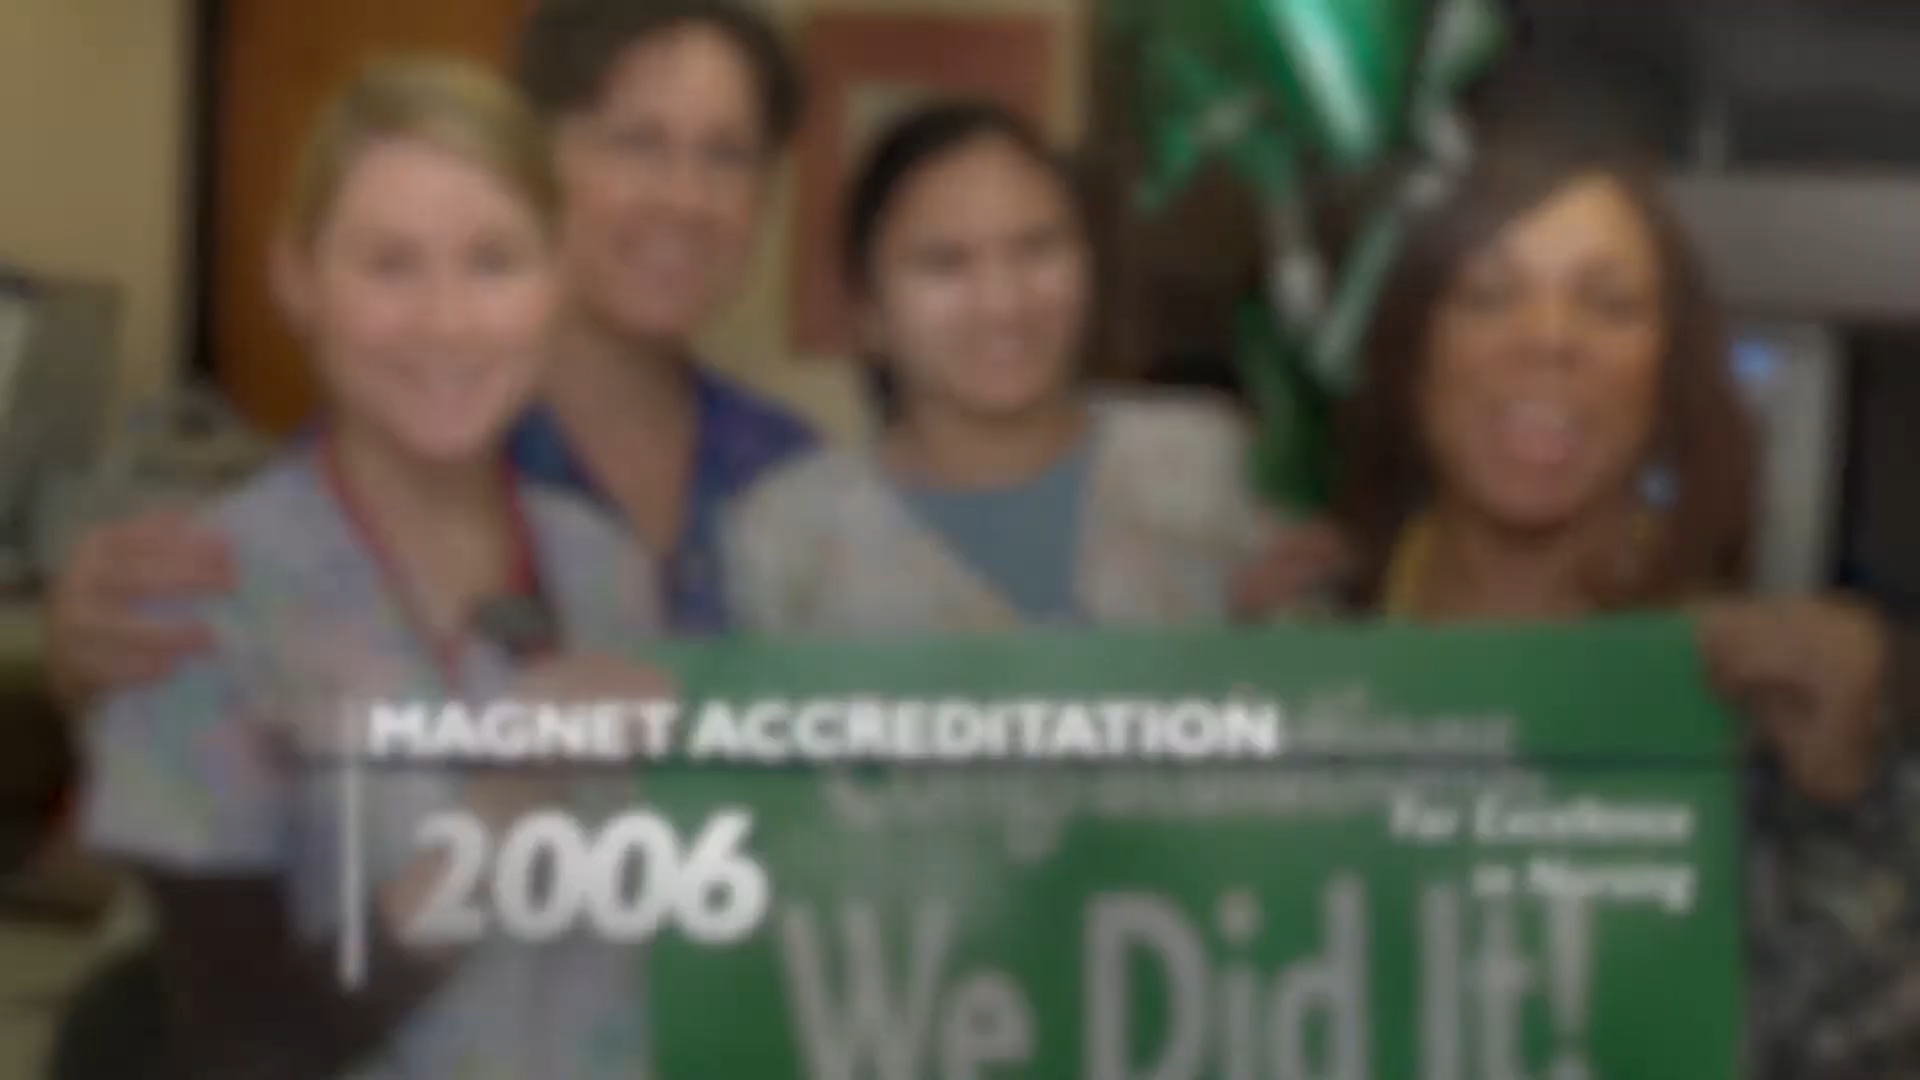 MAGNET ACCREDITATION
2006
For Excellence
in Nursing
We Did It!